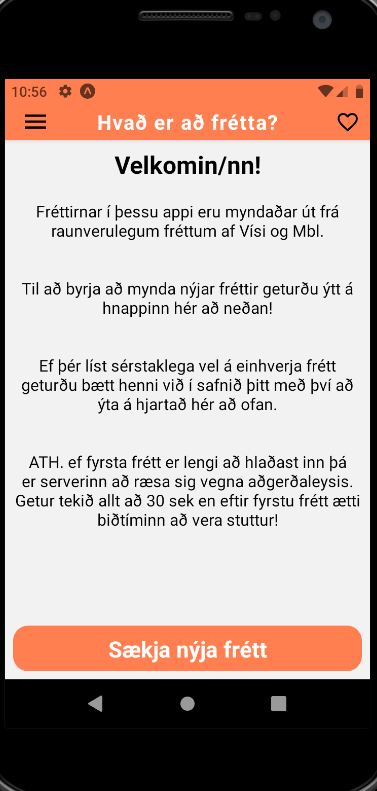 10:56
Hvað er að frétta?
Velkomin/nn!
Fréttirnar í þessu appi eru myndaðar út frá
raunverulegum fréttum af Vísi og Mbl.
Til að byrja að mynda nýjar fréttir geturðu ýtt á
hnappinn hér að neðan!
Ef þér líst sérstaklega vel á einhverja frétt
geturðu bætt henni við í safnið þitt með því að
ýta á hjartað hér að ofan.
ATH. ef fyrsta frétt er lengi að hlaðast inn þá
er serverinn að ræsa sig vegna aðgerðaleysis.
Getur tekið allt að 30 sek en eftir fyrstu frétt ætti
biðtíminn að vera stuttur!
Sækja nýja frétt